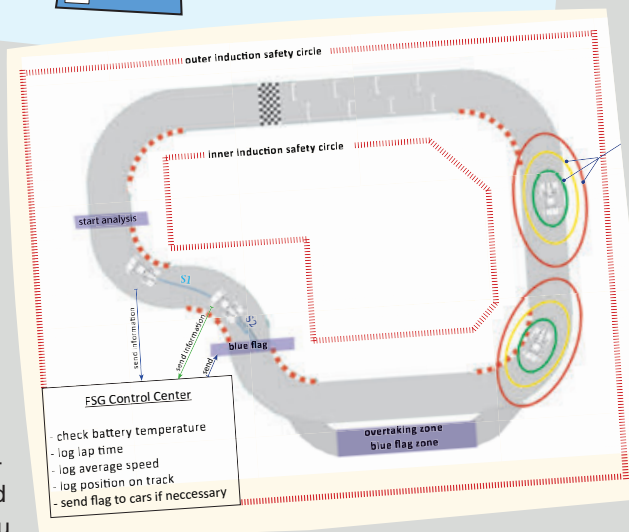 outer induction safety circle
inner induction safety circle
start analysis
S1
S2
send information
send information
send
blue flag
FSG Control Center
- check battery temperature
- log lap time
- log average speed
- log position on track
- send flag to cars if neccessary
overtaking zone
blue flag zone
d
u